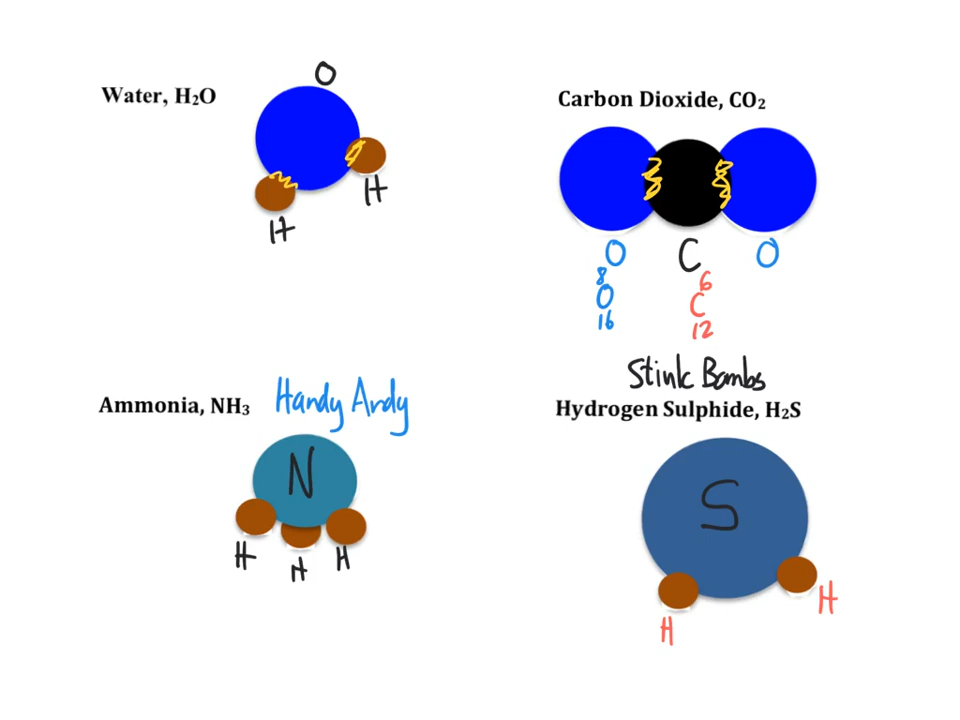 Water, H₂O
O
H
H
Carbon Dioxide, CO₂
O C O
8 6
O C
16 12
Ammonia, NH₃ Handy Andy
N
H H H
Stink Bombs
Hydrogen Sulphide, H₂S
S
H
H